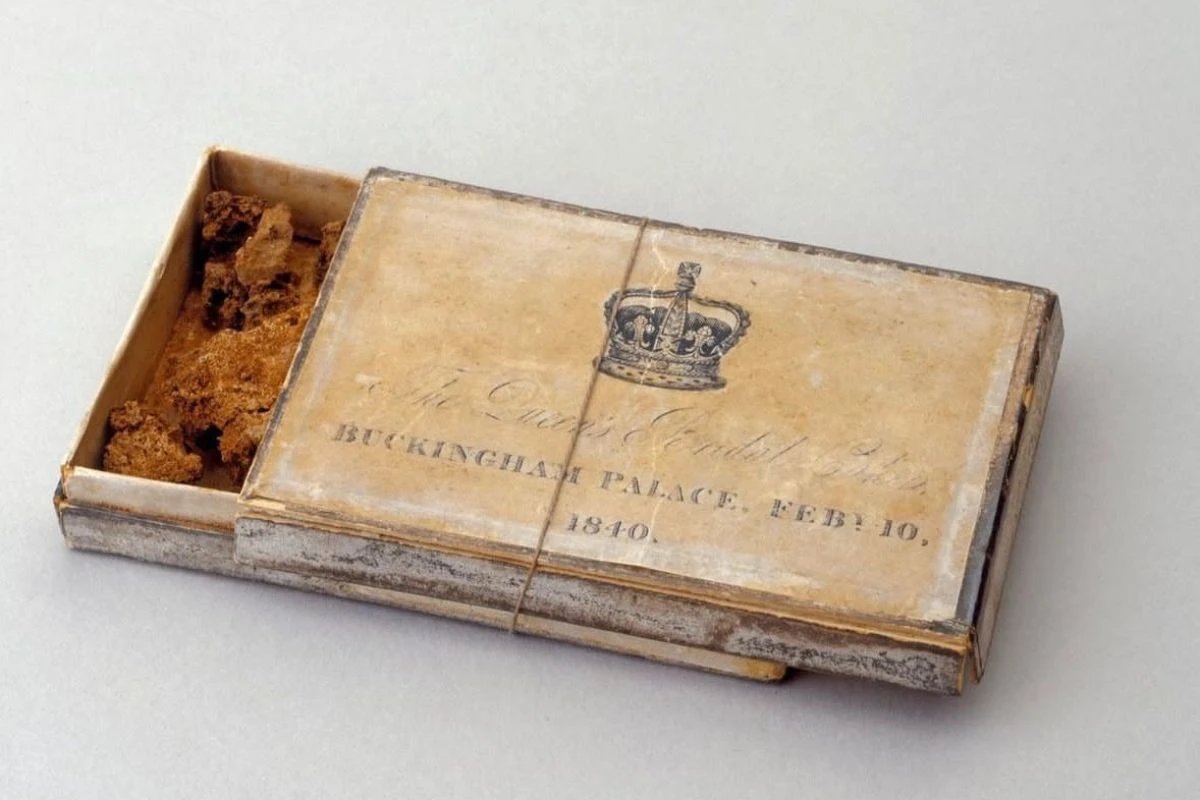 The Queen's Bridal Cake
BUCKINGHAM PALACE, FEBY. 10,
1840.